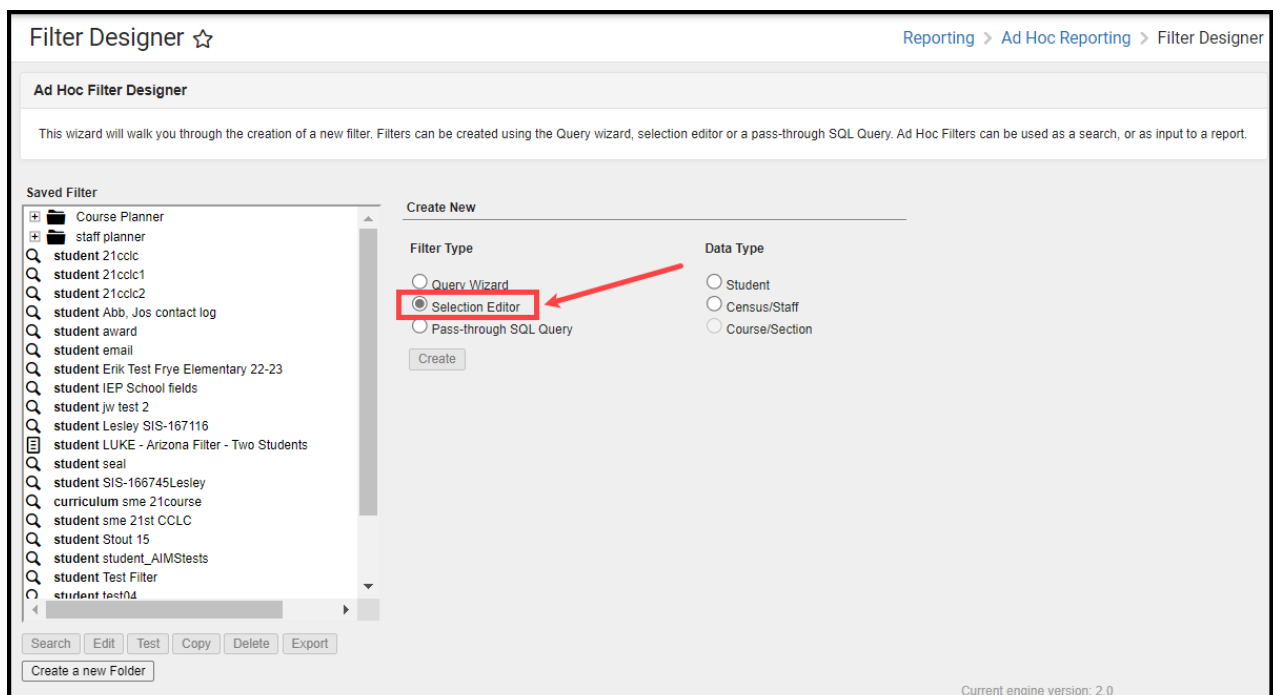 Filter Designer
Reporting > Ad Hoc Reporting > Filter Designer
Ad Hoc Filter Designer
This wizard will walk you through the creation of a new filter. Filters can be created using the Query wizard, selection editor or a pass-through SQL Query. Ad Hoc Filters can be used as a search, or as input to a report.
Saved Filter
Course Planner
staff planner
student 21cclc
student 21cclc1
student 21cclc2
student Abb, Jos contact log
student award
student email
student Erik Test Frye Elementary 22-23
student IEP School fields
student jw test 2
student Lesley SIS-167116
student LUKE - Arizona Filter - Two Students
student seal
student SIS-166745Lesley
curriculum sme 21course
student sme 21st CCLC
student Stout 15
student student_AIMStests
student Test Filter
student test04
Search Edit Test Copy Delete Export
Create a new Folder
Create New
Filter Type
Query Wizard
Selection Editor
Pass-through SQL Query
Create
Data Type
Student
Census/Staff
Course/Section
Current engine version: 2.0